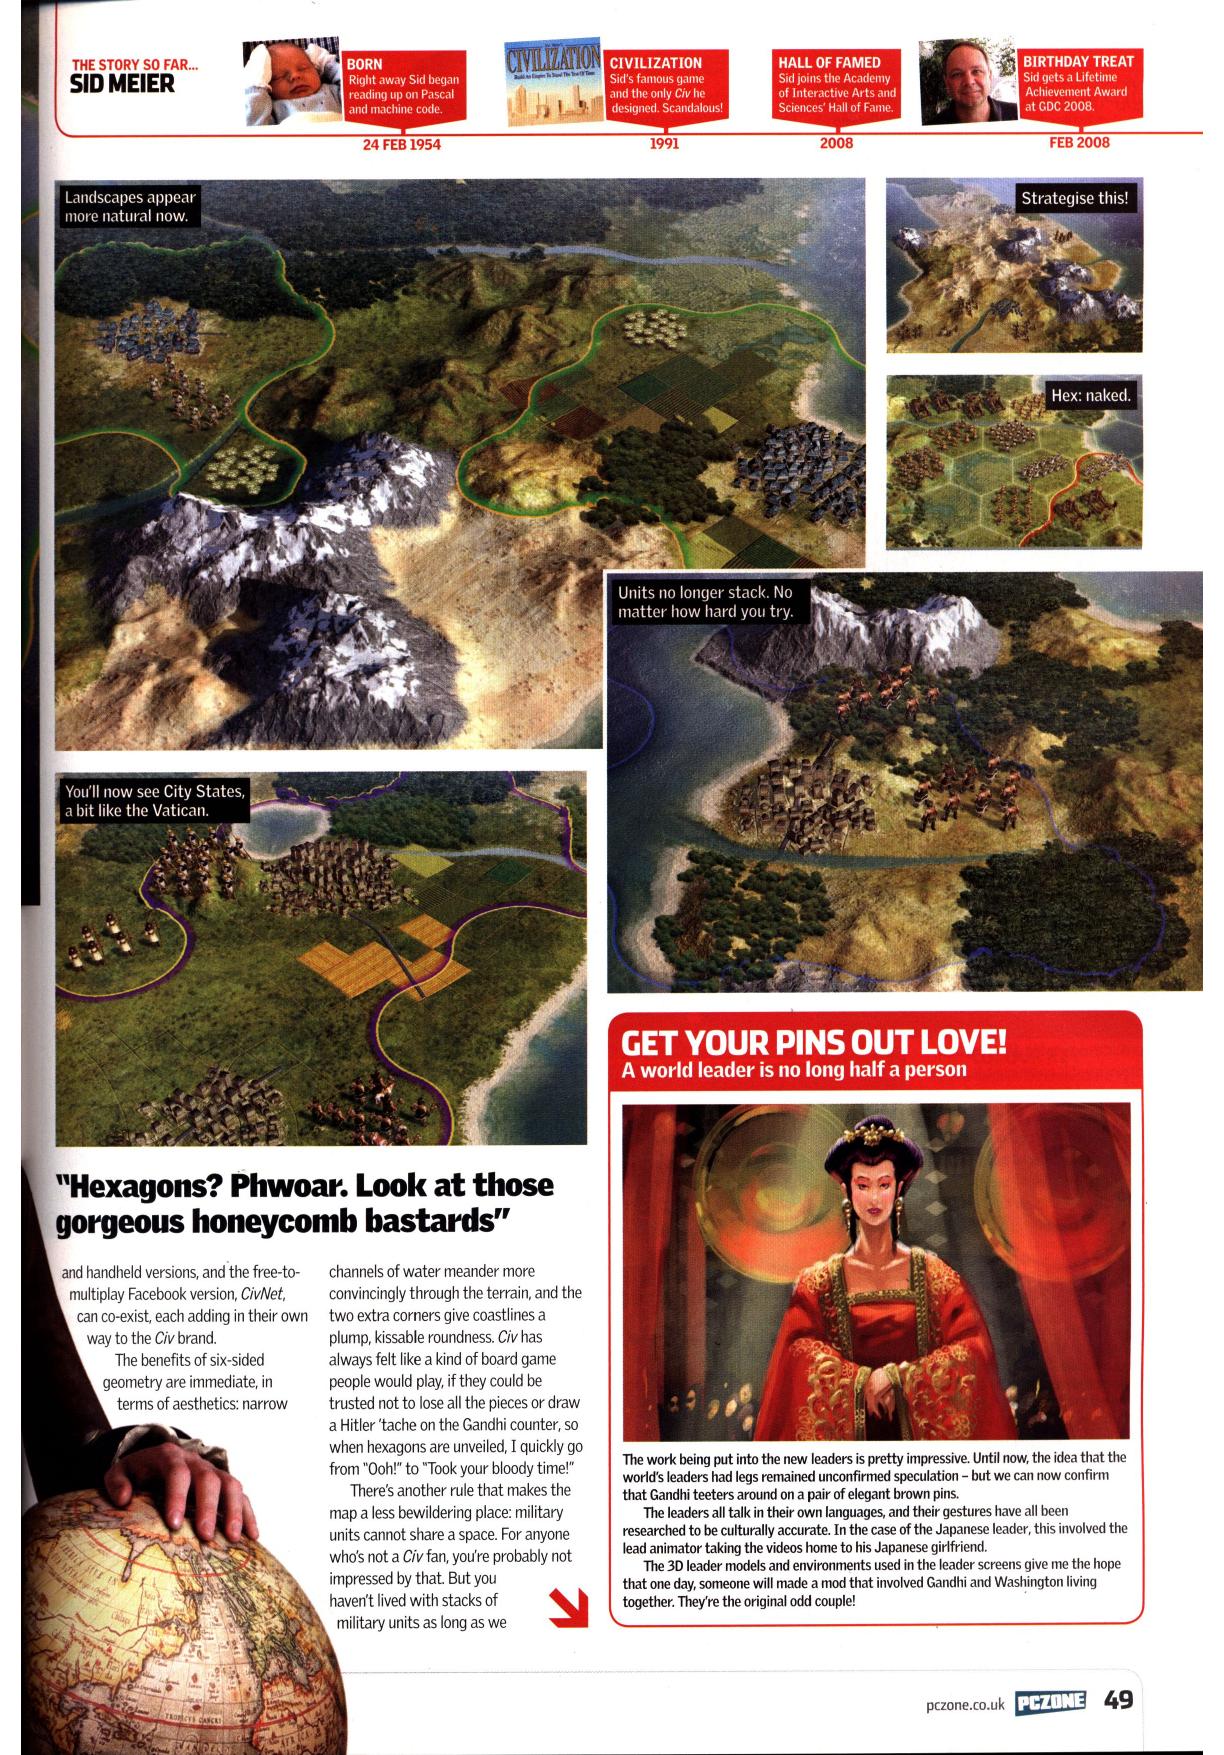 THE STORY SO FAR...
SID MEIER
BORN
Right away Sid began
reading up on Pascal
and machine code.
24 FEB 1954
CIVILIZATION
Build An Empire To Stand The Test Of Time
CIVILIZATION
Sid's famous game
and the only Civ he
designed. Scandalous!
1991
HALL OF FAMED
Sid joins the Academy
of Interactive Arts and
Sciences' Hall of Fame.
2008
BIRTHDAY TREAT
Sid gets a Lifetime
Achievement Award
at GDC 2008.
FEB 2008
Landscapes appear
more natural now.
Strategise this!
Hex: naked.
Units no longer stack. No
matter how hard you try.
You'll now see City States,
a bit like the Vatican.
"Hexagons? Phwoar. Look at those
gorgeous honeycomb bastards"
and handheld versions, and the free-to-
multiplay Facebook version, CivNet,
can co-exist, each adding in their own
way to the Civ brand.
The benefits of six-sided
geometry are immediate, in
terms of aesthetics: narrow
channels of water meander more
convincingly through the terrain, and the
two extra corners give coastlines a
plump, kissable roundness. Civ has
always felt like a kind of board game
people would play, if they could be
trusted not to lose all the pieces or draw
a Hitler 'tache on the Gandhi counter, so
when hexagons are unveiled, I quickly go
from "Ooh!" to "Took your bloody time!"
There's another rule that makes the
map a less bewildering place: military
units cannot share a space. For anyone
who's not a Civ fan, you're probably not
impressed by that. But you
haven't lived with stacks of
military units as long as we
GET YOUR PINS OUT LOVE!
A world leader is no long half a person
The work being put into the new leaders is pretty impressive. Until now, the idea that the
world's leaders had legs remained unconfirmed speculation – but we can now confirm
that Gandhi teeters around on a pair of elegant brown pins.
The leaders all talk in their own languages, and their gestures have all been
researched to be culturally accurate. In the case of the Japanese leader, this involved the
lead animator taking the videos home to his Japanese girlfriend.
The 3D leader models and environments used in the leader screens give me the hope
that one day, someone will made a mod that involved Gandhi and Washington living
together. They're the original odd couple!
TROPICUS CANCRI
pczone.co.uk PCZONE 49